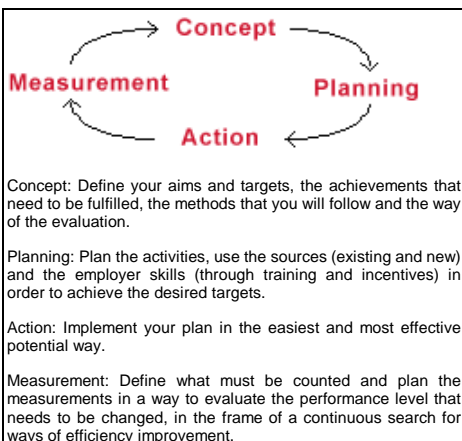 Concept
Measurement
Planning
Action
Concept: Define your aims and targets, the achievements that
need to be fulfilled, the methods that you will follow and the way
of the evaluation.
Planning: Plan the activities, use the sources (existing and new)
and the employer skills (through training and incentives) in
order to achieve the desired targets.
Action: Implement your plan in the easiest and most effective
potential way.
Measurement: Define what must be counted and plan the
measurements in a way to evaluate the performance level that
needs to be changed, in the frame of a continuous search for
ways of efficiency improvement.